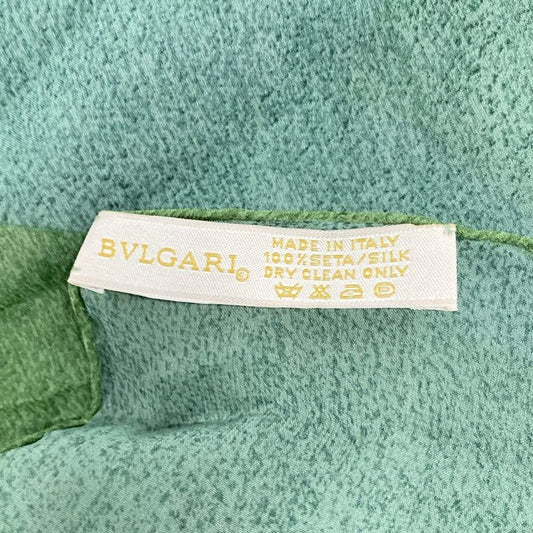 BVLGARI®
MADE IN ITALY
100%SETA/SILK
DRY CLEAN ONLY